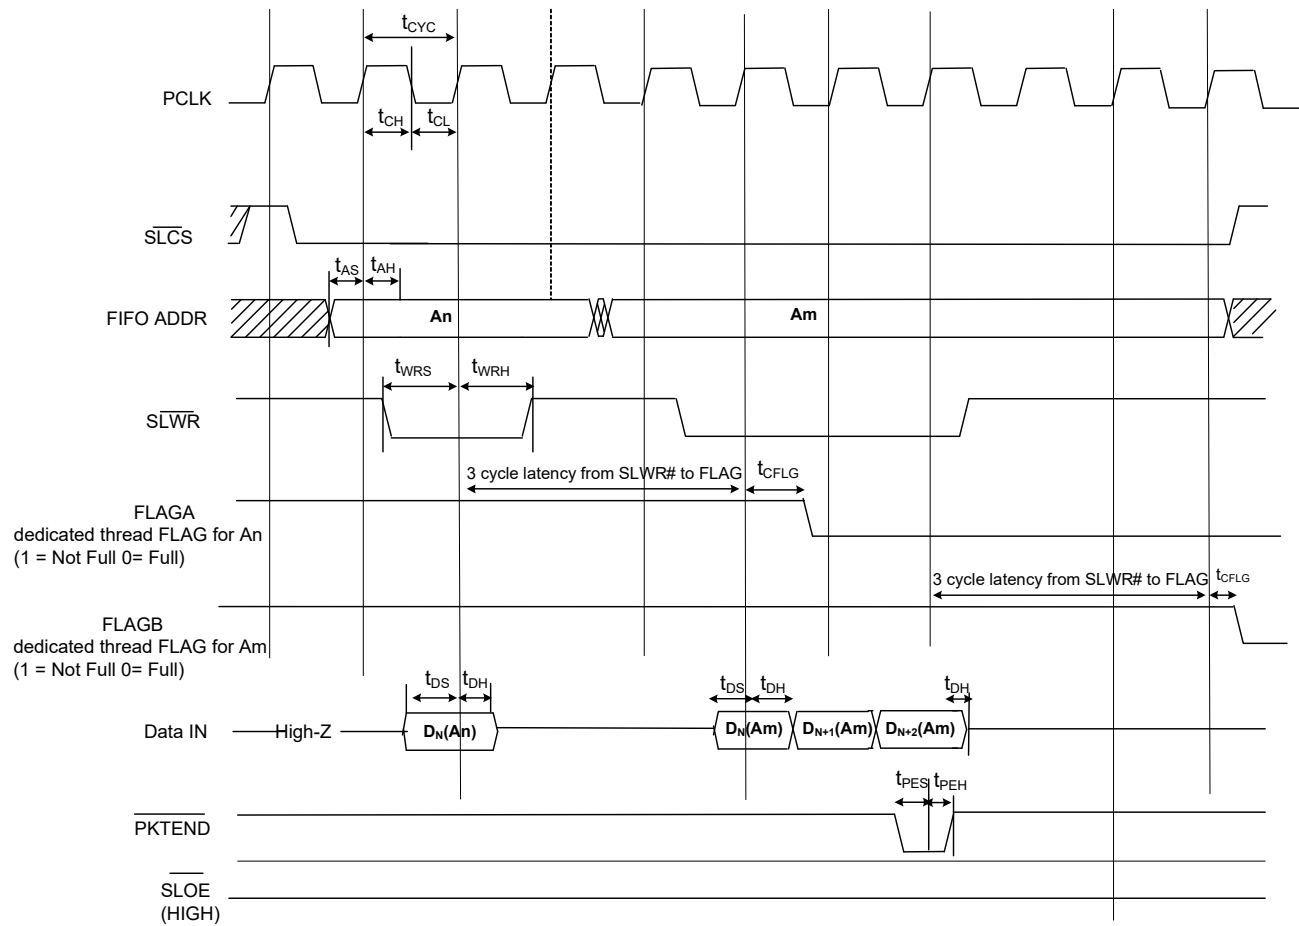 tCYC
PCLK
tCH tCL
SLCS
tAS tAH
FIFO ADDR An Am
tWRS tWRH
SLWR
3 cycle latency from SLWR# to FLAG tCFLG
FLAGA
dedicated thread FLAG for An
(1 = Not Full 0= Full)
3 cycle latency from SLWR# to FLAG tCFLG
FLAGB
dedicated thread FLAG for Am
(1 = Not Full 0= Full)
tDS tDH tDS tDH tDH
Data IN High-Z DN(An) DN(Am) DN+1(Am) DN+2(Am)
tPES tPEH
PKTEND
SLOE
(HIGH)